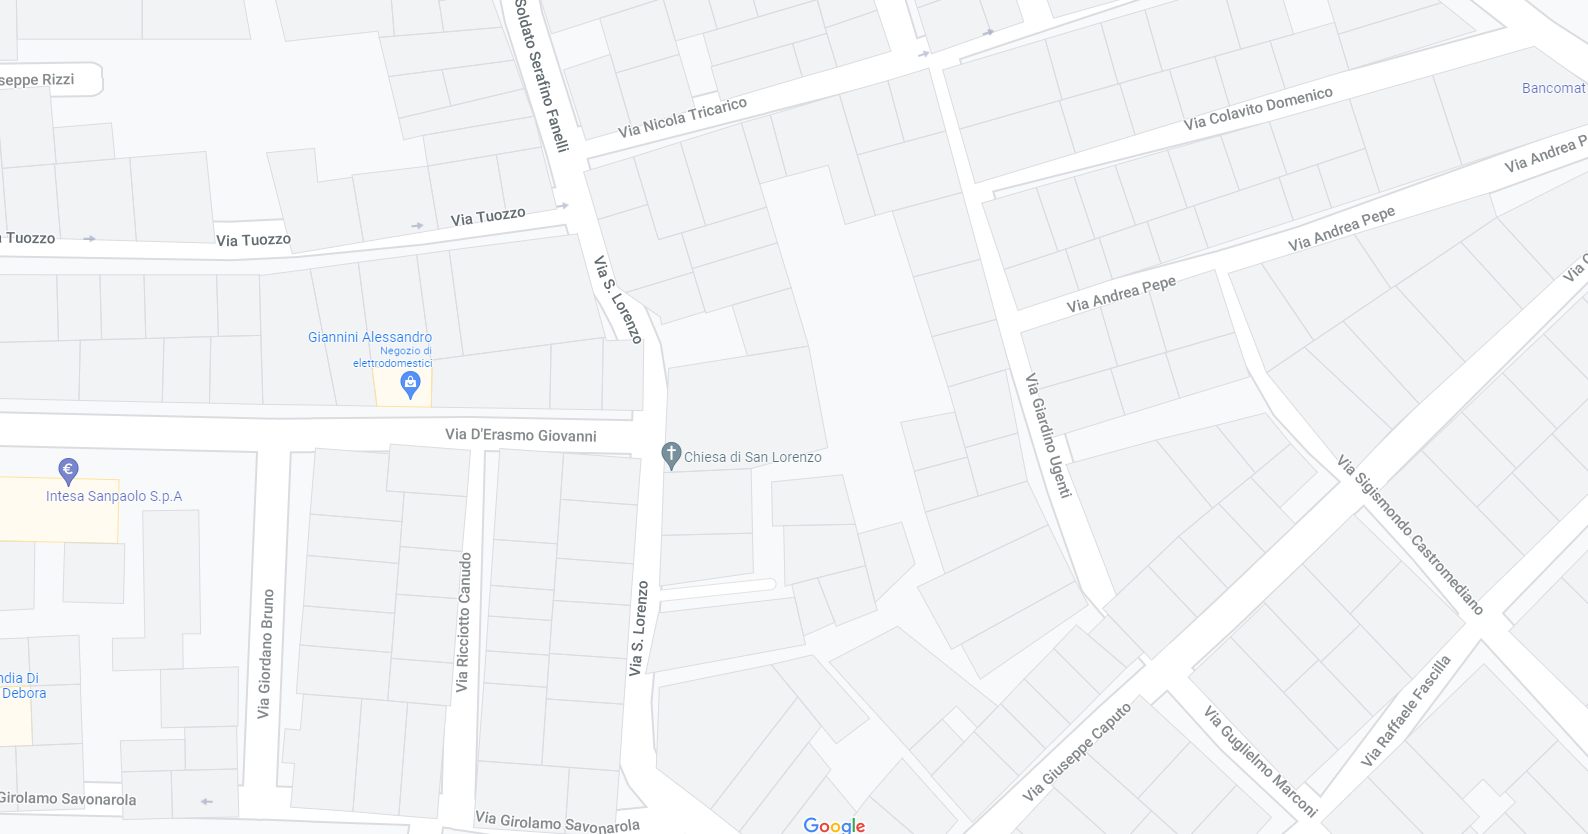 Soldato Serafino Fanelli
seppe Rizzi
Bancomat
Via Nicola Tricarico
Via Colavito Domenico
Via Andrea P
Via Tuozzo
Via Tuozzo
Tuozzo
Via Andrea Pepe
Via Andrea Pepe
Via S. Lorenzo
Via G
Giannini Alessandro
Negozio di
elettrodomestici
Via Giardino Ugenti
Via D'Erasmo Giovanni
Chiesa di San Lorenzo
Intesa Sanpaolo S.p.A
Via Sigismondo Castromediano
Via Giordano Bruno
Via Ricciotto Canudo
Via S. Lorenzo
ndia Di
Debora
Via Giuseppe Caputo
Via Guglielmo Marconi
Via Raffaele Fascilla
Girolamo Savonarola
Via Girolamo Savonarola
Google